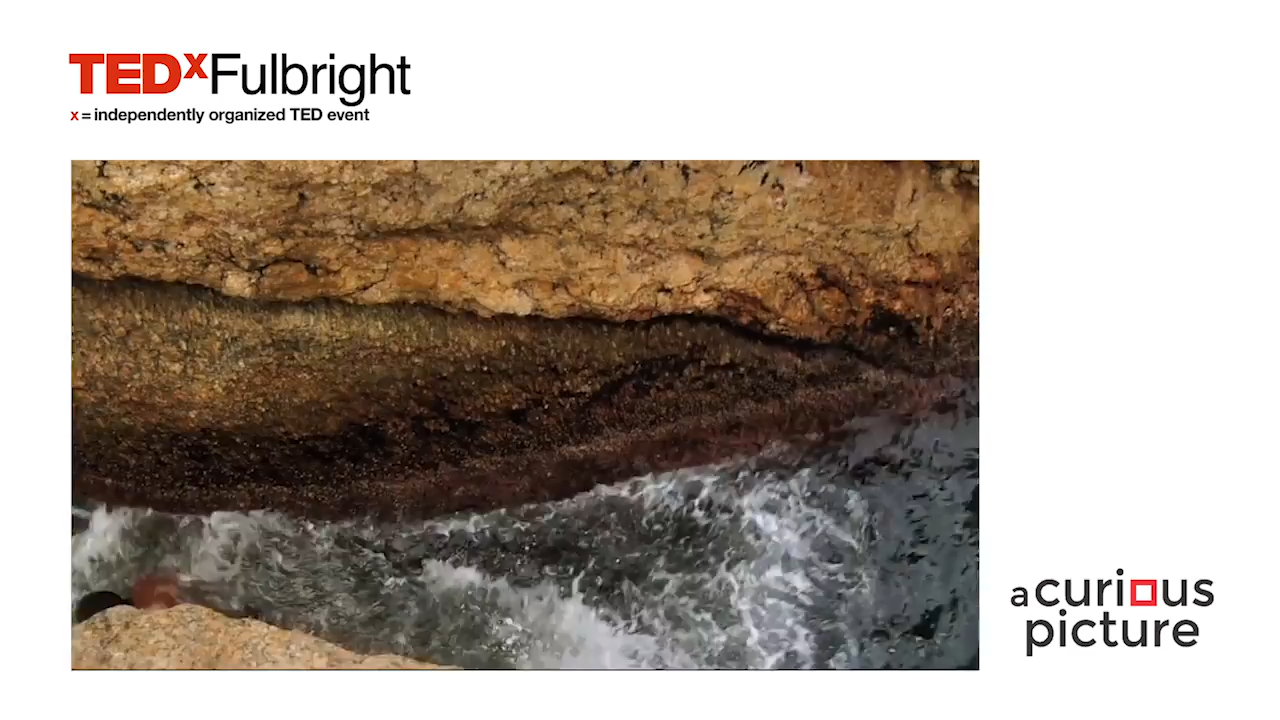 TEDxFulbright
x = independently organized TED event
a curious
picture